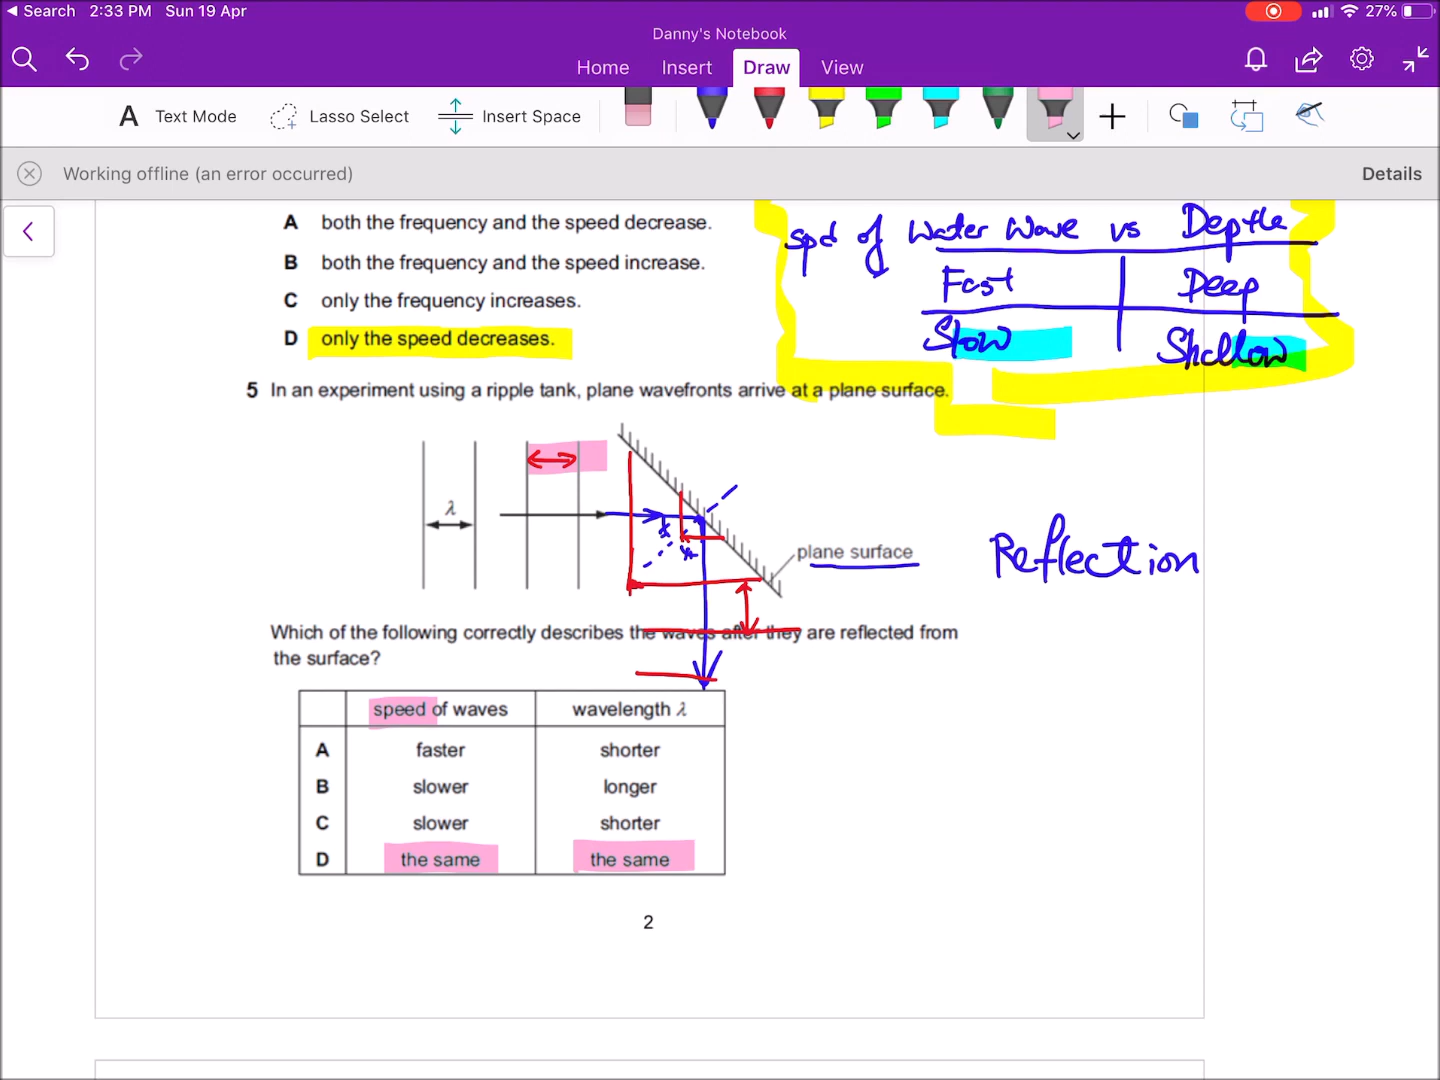 Search 2:33 PM Sun 19 Apr 27%
Danny's Notebook
Home Insert Draw View
A Text Mode Lasso Select Insert Space
Working offline (an error occurred) Details
A both the frequency and the speed decrease.
B both the frequency and the speed increase.
C only the frequency increases.
D only the speed decreases.
Spd of Water Wave vs Depth
Fast Deep
Slow Shallow
5 In an experiment using a ripple tank, plane wavefronts arrive at a plane surface.
λ
plane surface
Reflection
Which of the following correctly describes the waves after they are reflected from
the surface?
speed of waves wavelength λ
A faster shorter
B slower longer
C slower shorter
D the same the same
2